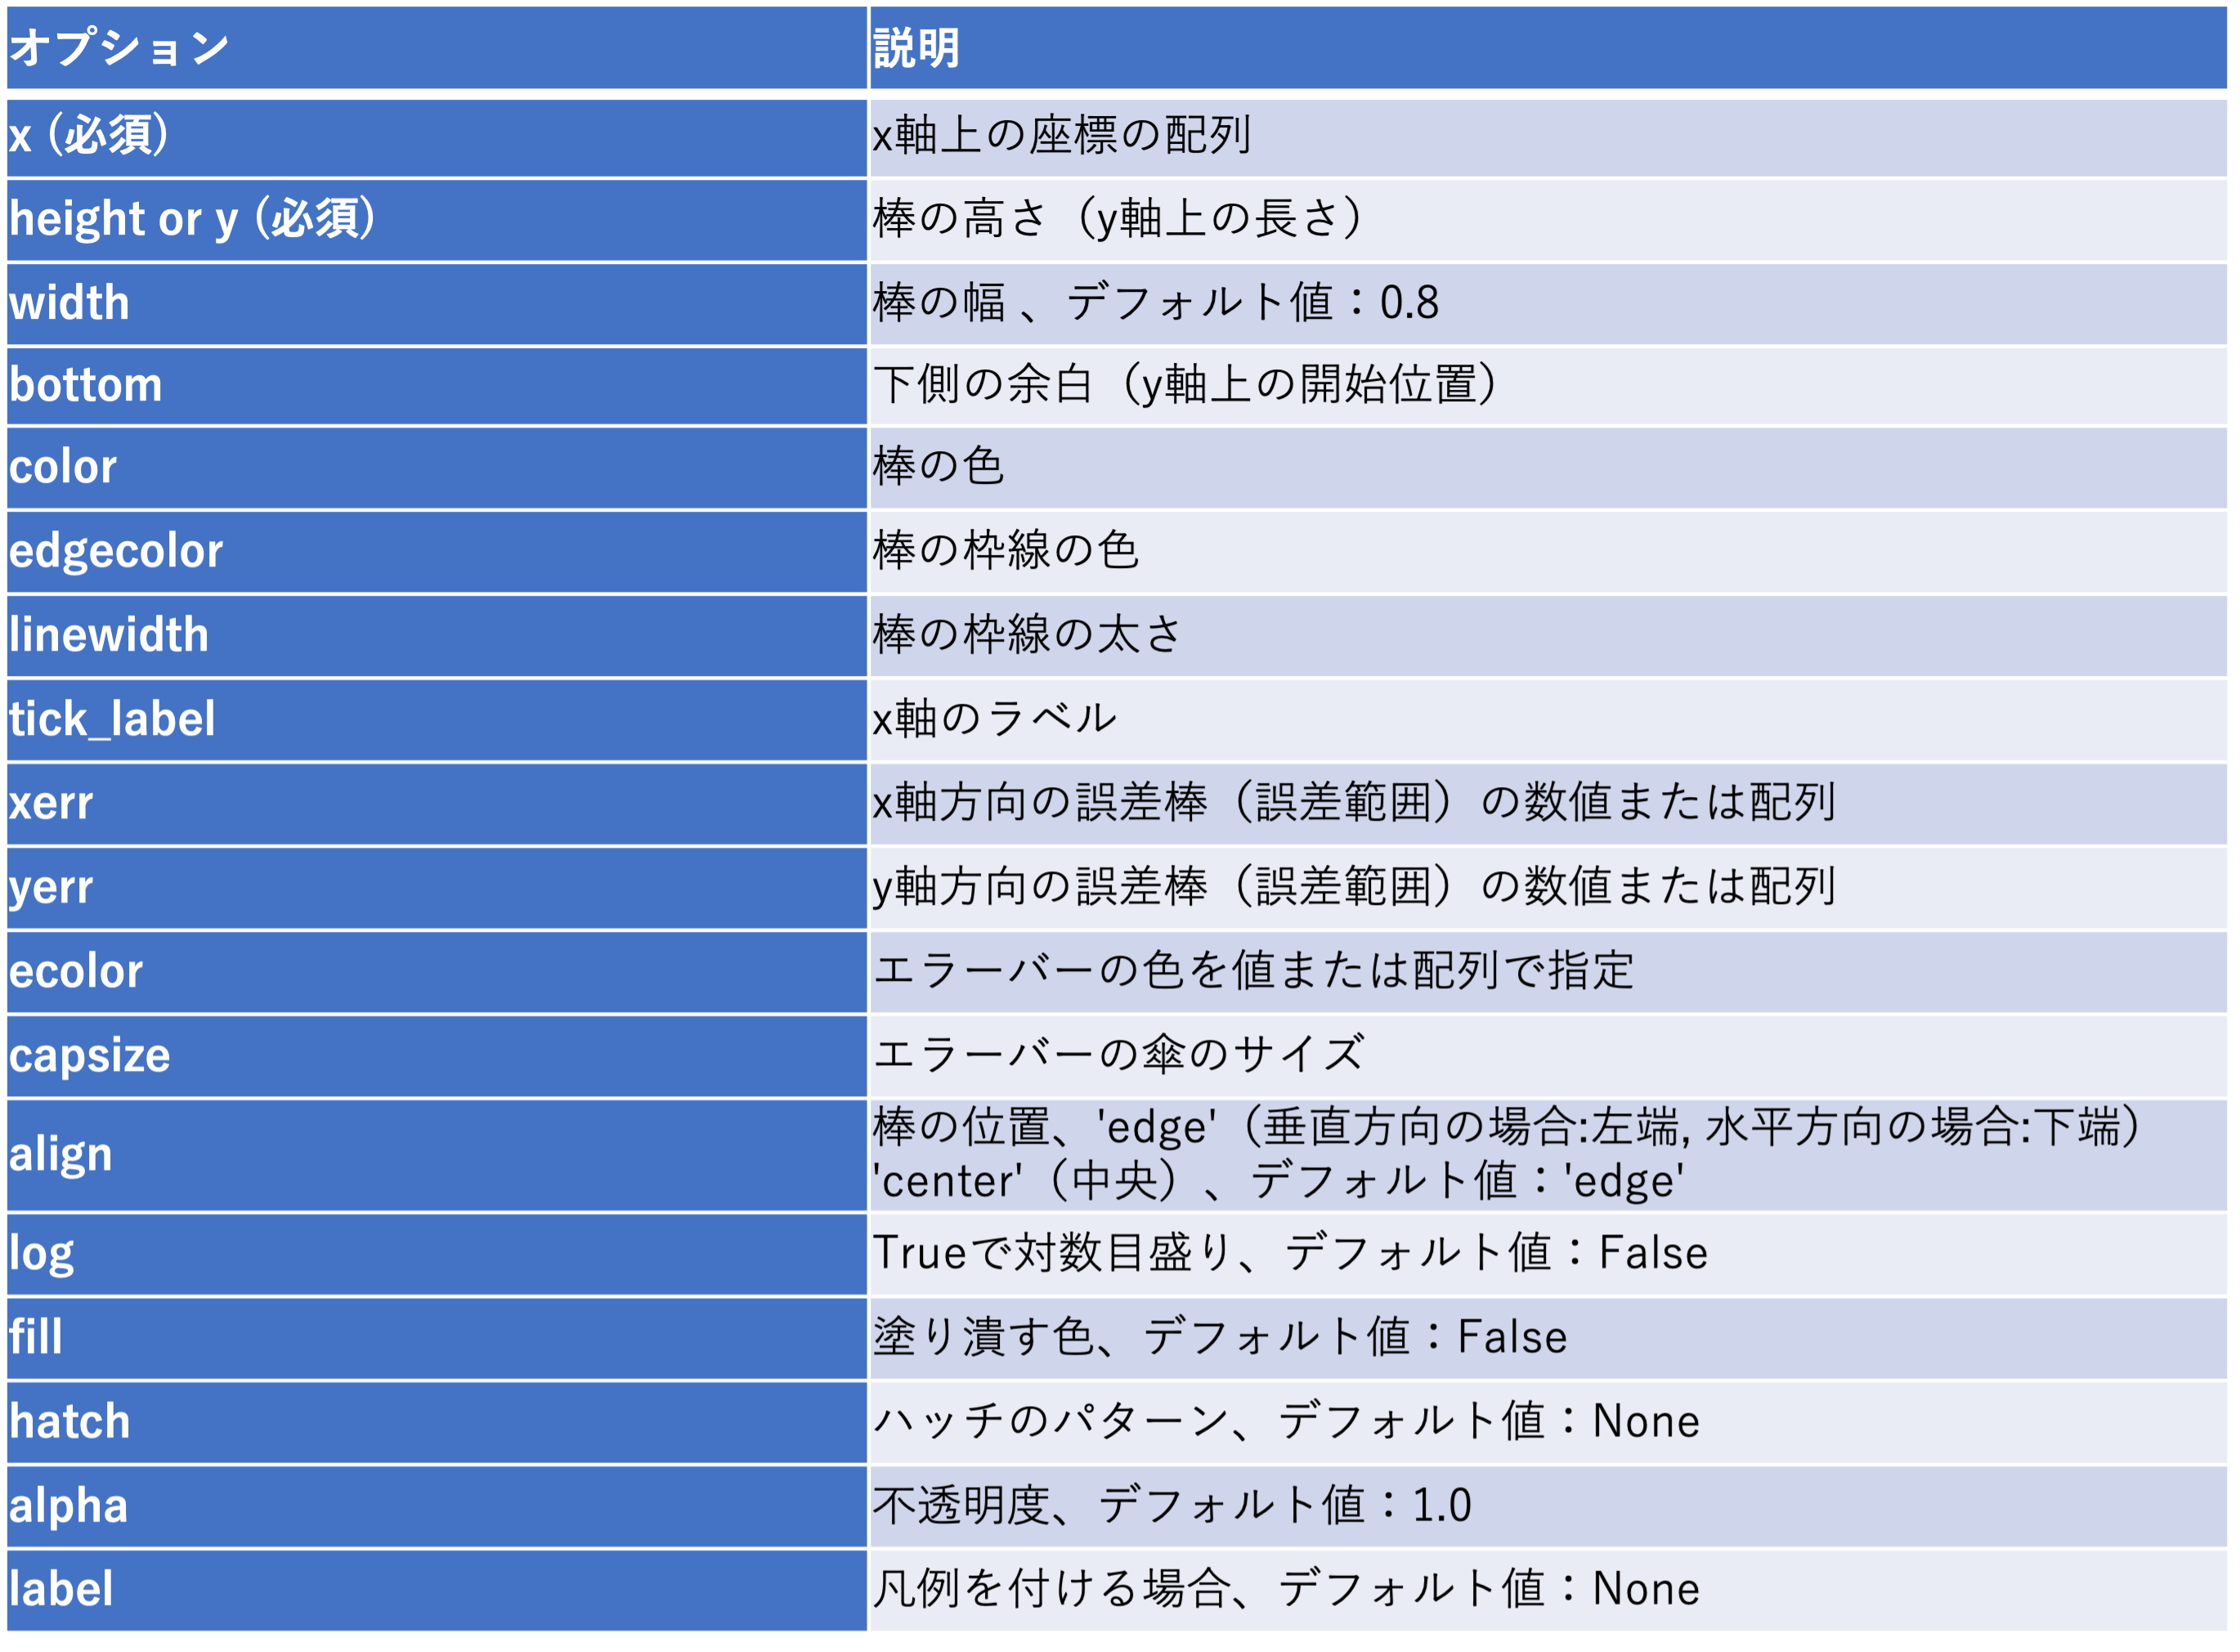 オプション 説明
x (必須) x軸上の座標の配列
height or y (必須) 棒の高さ（y軸上の長さ）
width 棒の幅 、デフォルト値：0.8
bottom 下側の余白（y軸上の開始位置）
color 棒の色
edgecolor 棒の枠線の色
linewidth 棒の枠線の太さ
tick_label x軸のラベル
xerr x軸方向の誤差棒（誤差範囲）の数値または配列
yerr y軸方向の誤差棒（誤差範囲）の数値または配列
ecolor エラーバーの色を値または配列で指定
capsize エラーバーの傘のサイズ
align 棒の位置、'edge'（垂直方向の場合:左端, 水平方向の場合:下端）
'center'（中央）、デフォルト値：'edge'
log Trueで対数目盛り、デフォルト値：False
fill 塗り潰す色、デフォルト値：False
hatch ハッチのパターン、デフォルト値：None
alpha 不透明度、デフォルト値：1.0
label 凡例を付ける場合、デフォルト値：None